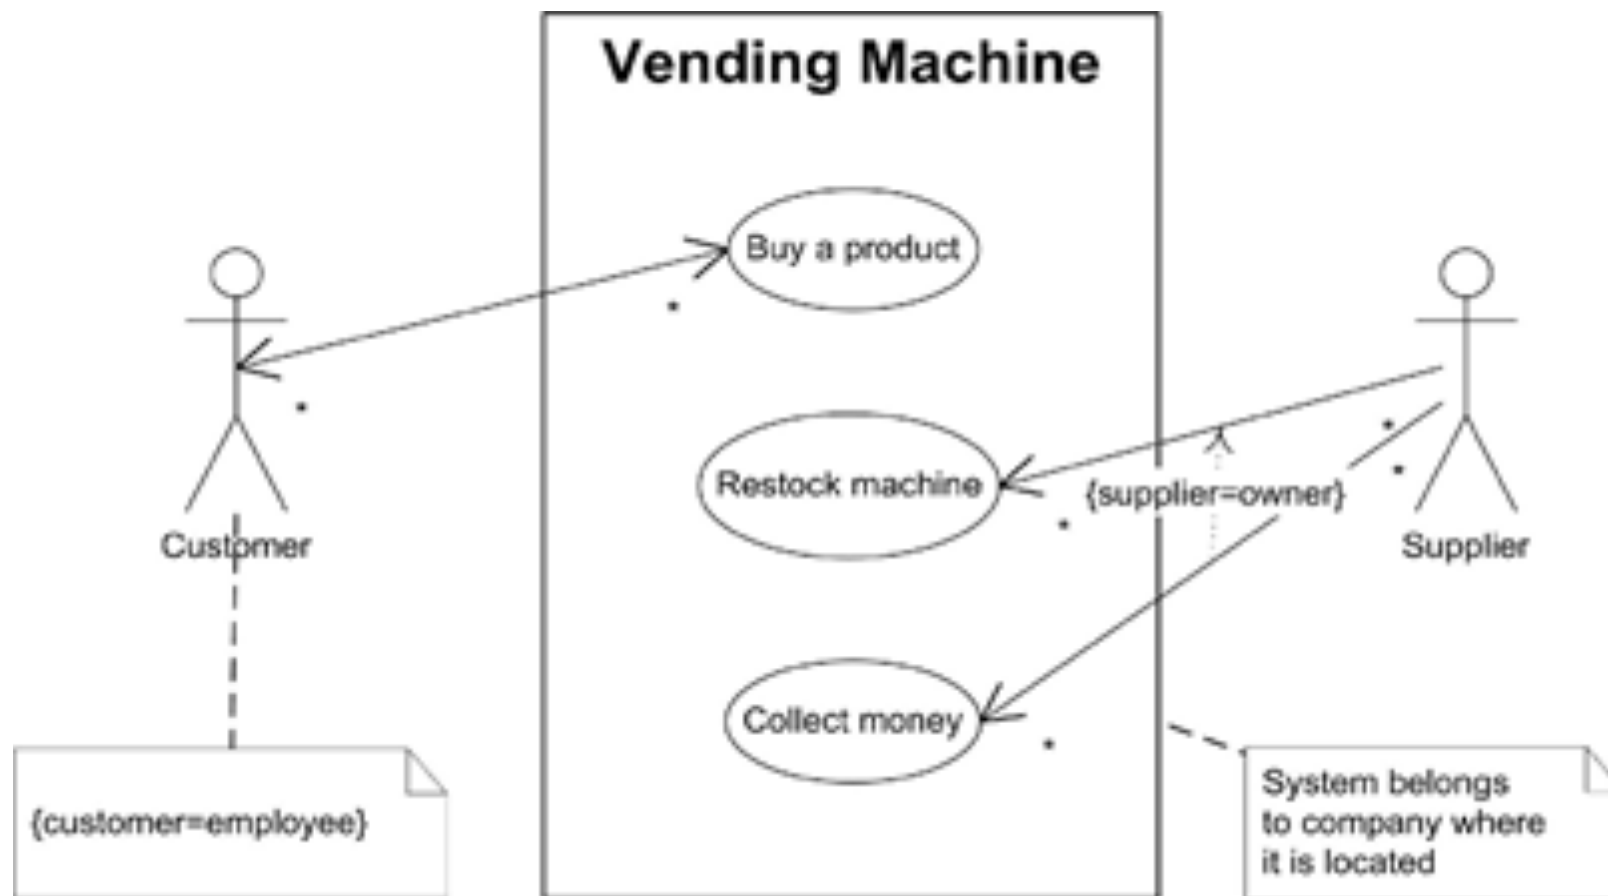 Vending Machine
Buy a product
Restock machine
{supplier=owner}
Customer
Supplier
Collect money
{customer=employee}
System belongs
to company where
it is located